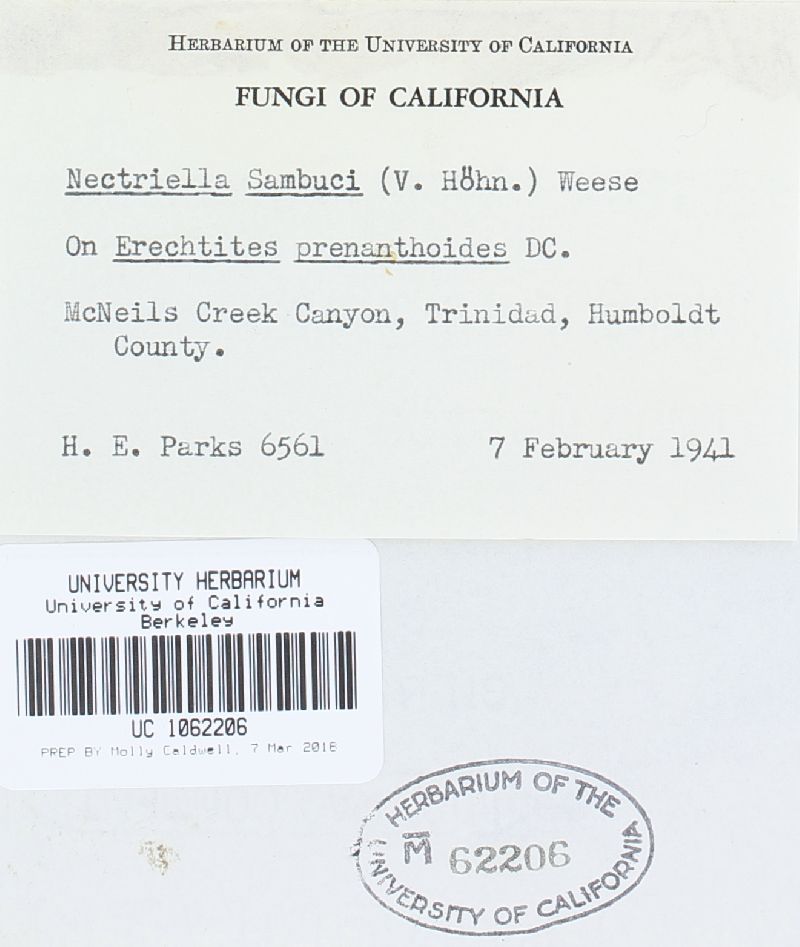 HERBARIUM OF THE UNIVERSITY OF CALIFORNIA
FUNGI OF CALIFORNIA
Nectriella Sambuci (V. Höhn.) Weese
On Erechtites prenanthoides DC.
McNeils Creek Canyon, Trinidad, Humboldt
County.
H. E. Parks 6561 7 February 1941
UNIVERSITY HERBARIUM
University of California
Berkeley
UC 1062206
PREP BY Molly Caldwell, 7 Mar 2016
HERBARIUM OF THE
M̅ 62206
UNIVERSITY OF CALIFORNIA